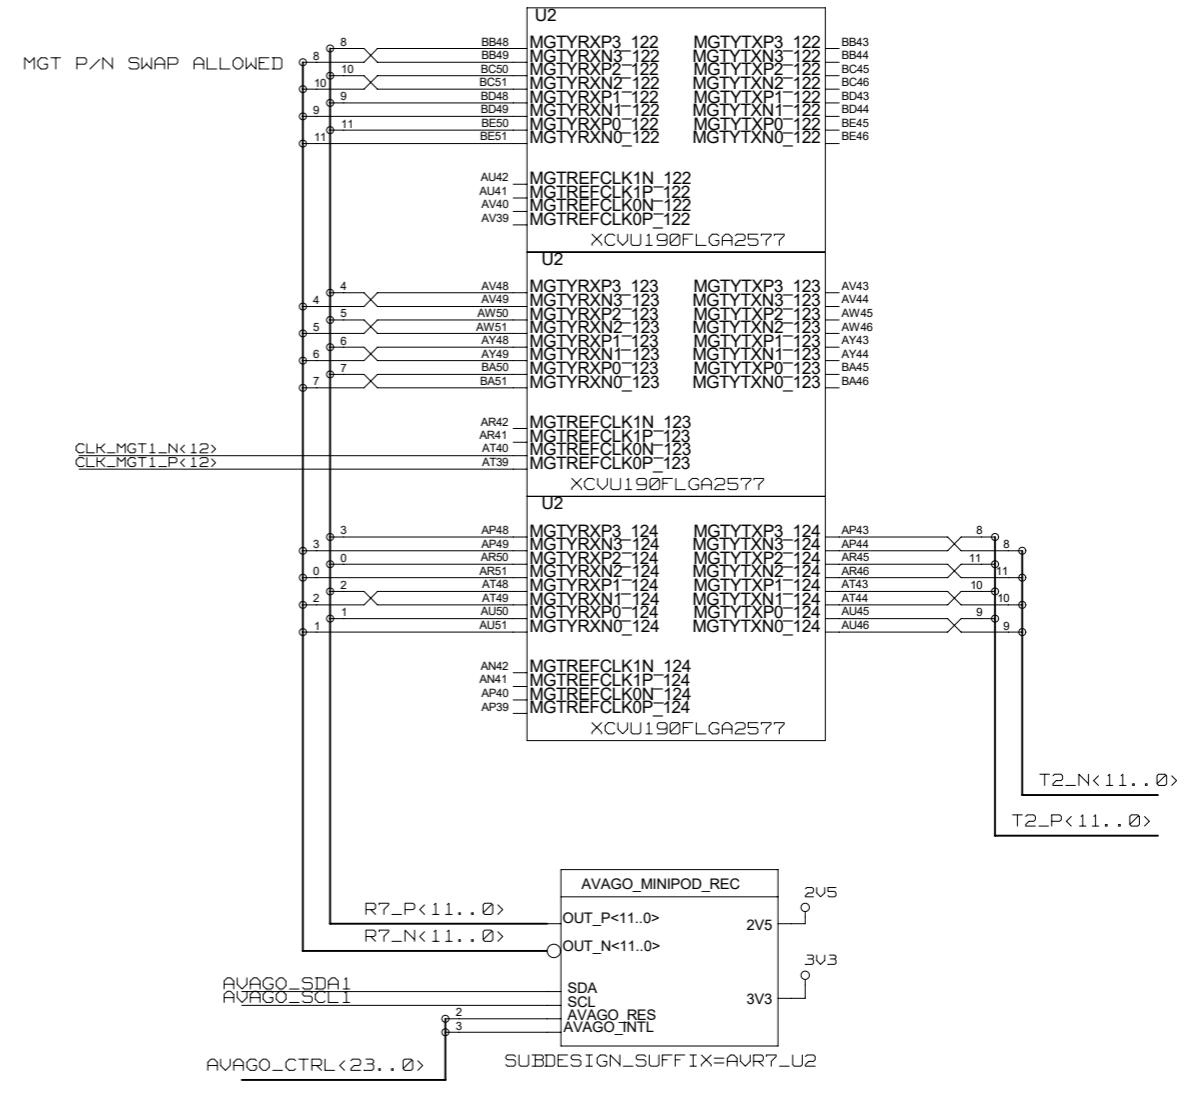 MGT P/N SWAP ALLOWED
U2
8 BB48 MGTYRXP3_122 MGTYTXP3_122 BB43
8 BB49 MGTYRXN3_122 MGTYTXN3_122 BB44
10 BC50 MGTYRXP2_122 MGTYTXP2_122 BC45
10 BC51 MGTYRXN2_122 MGTYTXN2_122 BC46
9 BD48 MGTYRXP1_122 MGTYTXP1_122 BD43
9 BD49 MGTYRXN1_122 MGTYTXN1_122 BD44
11 BE50 MGTYRXP0_122 MGTYTXP0_122 BE45
11 BE51 MGTYRXN0_122 MGTYTXN0_122 BE46
AU42 MGTREFCLK1N_122
AU41 MGTREFCLK1P_122
AV40 MGTREFCLK0N_122
AV39 MGTREFCLK0P_122
XCVU190FLGA2577
U2
4 AV48 MGTYRXP3_123 MGTYTXP3_123 AV43
4 AV49 MGTYRXN3_123 MGTYTXN3_123 AV44
5 AW50 MGTYRXP2_123 MGTYTXP2_123 AW45
5 AW51 MGTYRXN2_123 MGTYTXN2_123 AW46
6 AY48 MGTYRXP1_123 MGTYTXP1_123 AY43
6 AY49 MGTYRXN1_123 MGTYTXN1_123 AY44
7 BA50 MGTYRXP0_123 MGTYTXP0_123 BA45
7 BA51 MGTYRXN0_123 MGTYTXN0_123 BA46
AR42 MGTREFCLK1N_123
AR41 MGTREFCLK1P_123
CLK_MGT1_N<12> AT40 MGTREFCLK0N_123
CLK_MGT1_P<12> AT39 MGTREFCLK0P_123
XCVU190FLGA2577
U2
3 AP48 MGTYRXP3_124 MGTYTXP3_124 AP43 8
3 AP49 MGTYRXN3_124 MGTYTXN3_124 AP44 8
0 AR50 MGTYRXP2_124 MGTYTXP2_124 AR45 11
0 AR51 MGTYRXN2_124 MGTYTXN2_124 AR46 11
2 AT48 MGTYRXP1_124 MGTYTXP1_124 AT43 10
2 AT49 MGTYRXN1_124 MGTYTXN1_124 AT44 10
1 AU50 MGTYRXP0_124 MGTYTXP0_124 AU45 9
1 AU51 MGTYRXN0_124 MGTYTXN0_124 AU46 9
AN42 MGTREFCLK1N_124
AN41 MGTREFCLK1P_124
AP40 MGTREFCLK0N_124
AP39 MGTREFCLK0P_124
XCVU190FLGA2577
T2_N<11..0>
T2_P<11..0>
AVAGO_MINIPOD_REC
2V5
R7_P<11..0> OUT_P<11..0> 2V5
R7_N<11..0> OUT_N<11..0>
3V3
AVAGO_SDA1 SDA
AVAGO_SCL1 SCL 3V3
2 AVAGO_RES
3 AVAGO_INTL
AVAGO_CTRL<23..0> SUBDESIGN_SUFFIX=AVR7_U2